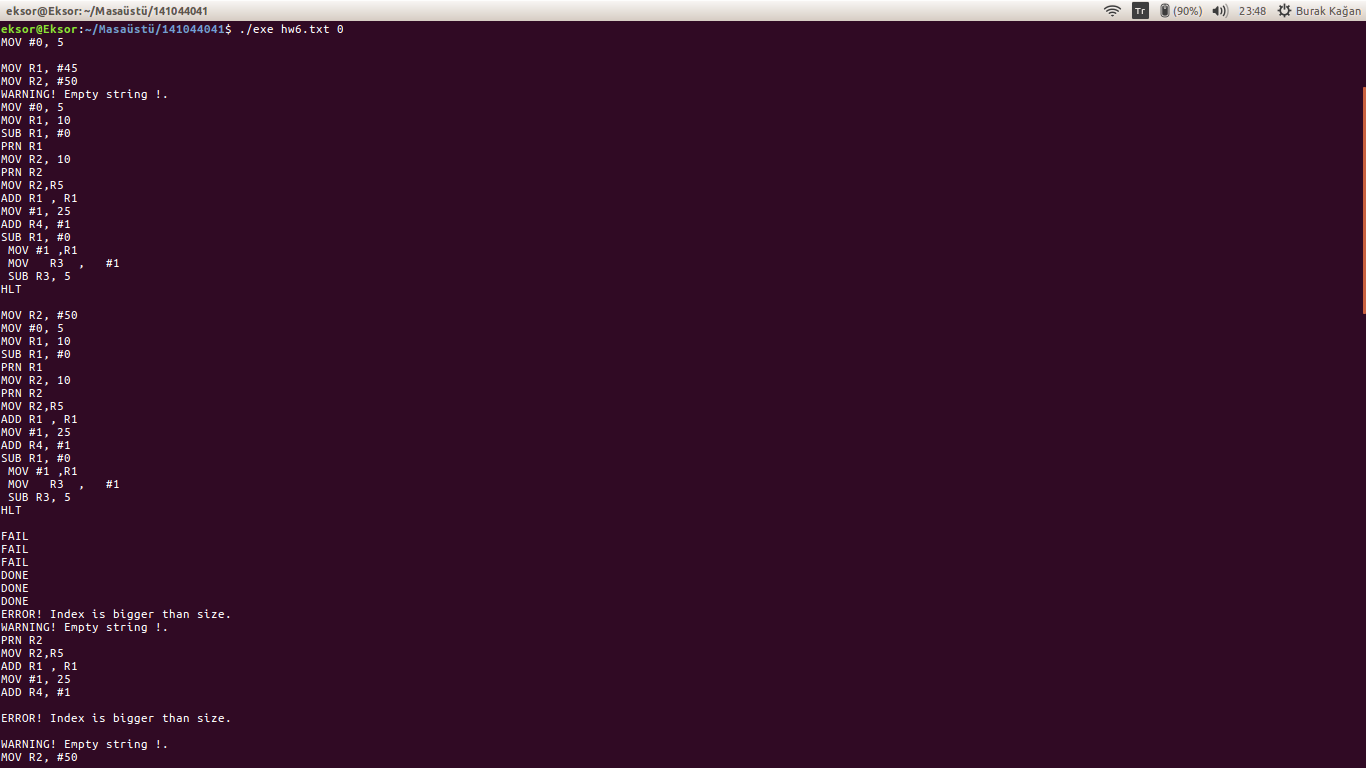 eksor@Eksor: ~/Masaüstü/141044041 Tr (90%) 23:48 Burak Kağan
eksor@Eksor:~/Masaüstü/141044041$ ./exe hw6.txt 0
MOV #0, 5

MOV R1, #45
MOV R2, #50
WARNING! Empty string !.
MOV #0, 5
MOV R1, 10
SUB R1, #0
PRN R1
MOV R2, 10
PRN R2
MOV R2,R5
ADD R1 , R1
MOV #1, 25
ADD R4, #1
SUB R1, #0
 MOV #1 ,R1
 MOV   R3  ,   #1
 SUB R3, 5
HLT

MOV R2, #50
MOV #0, 5
MOV R1, 10
SUB R1, #0
PRN R1
MOV R2, 10
PRN R2
MOV R2,R5
ADD R1 , R1
MOV #1, 25
ADD R4, #1
SUB R1, #0
 MOV #1 ,R1
 MOV   R3  ,   #1
 SUB R3, 5
HLT

FAIL
FAIL
FAIL
DONE
DONE
DONE
ERROR! Index is bigger than size.
WARNING! Empty string !.
PRN R2
MOV R2,R5
ADD R1 , R1
MOV #1, 25
ADD R4, #1

ERROR! Index is bigger than size.

WARNING! Empty string !.
MOV R2, #50